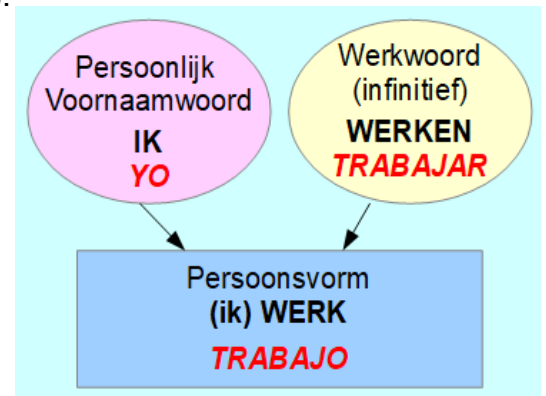 Persoonlijk
Voornaamwoord
IK
YO
Werkwoord
(infinitief)
WERKEN
TRABAJAR
Persoonsvorm
(ik) WERK
TRABAJO